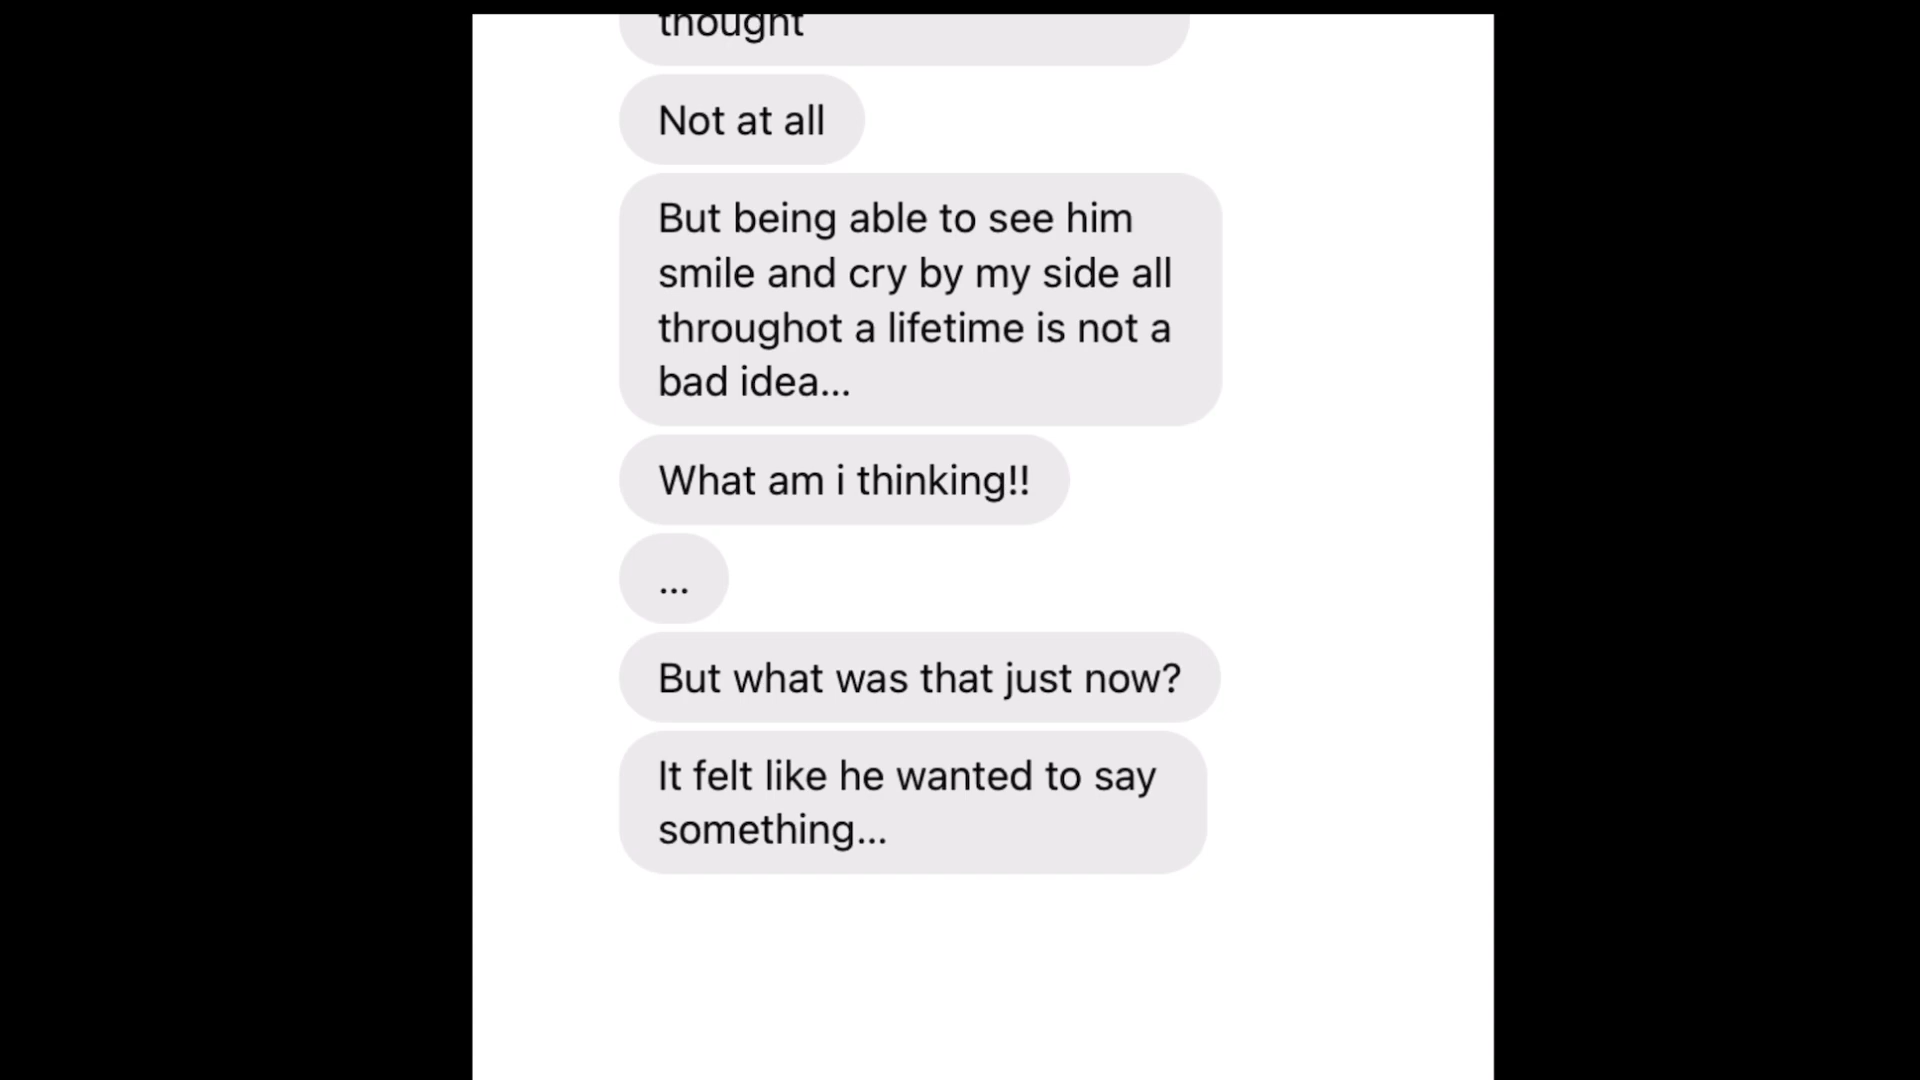 thought
Not at all
But being able to see him
smile and cry by my side all
throughot a lifetime is not a
bad idea...
What am i thinking!!
...
But what was that just now?
It felt like he wanted to say
something...